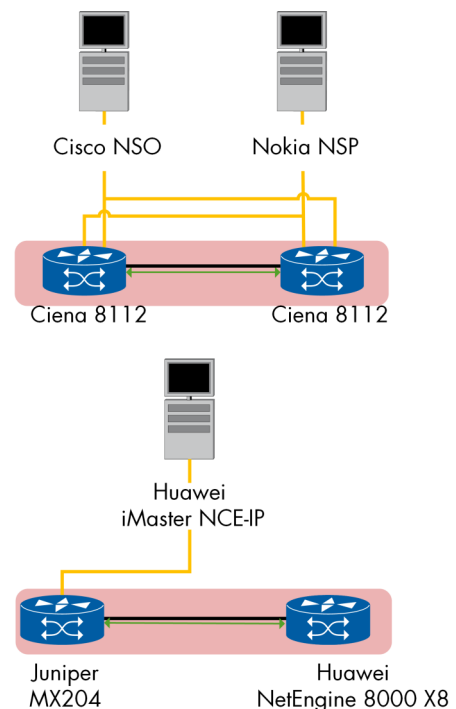 Cisco NSO
Nokia NSP
Ciena 8112
Ciena 8112
Huawei
iMaster NCE-IP
Juniper
MX204
Huawei
NetEngine 8000 X8